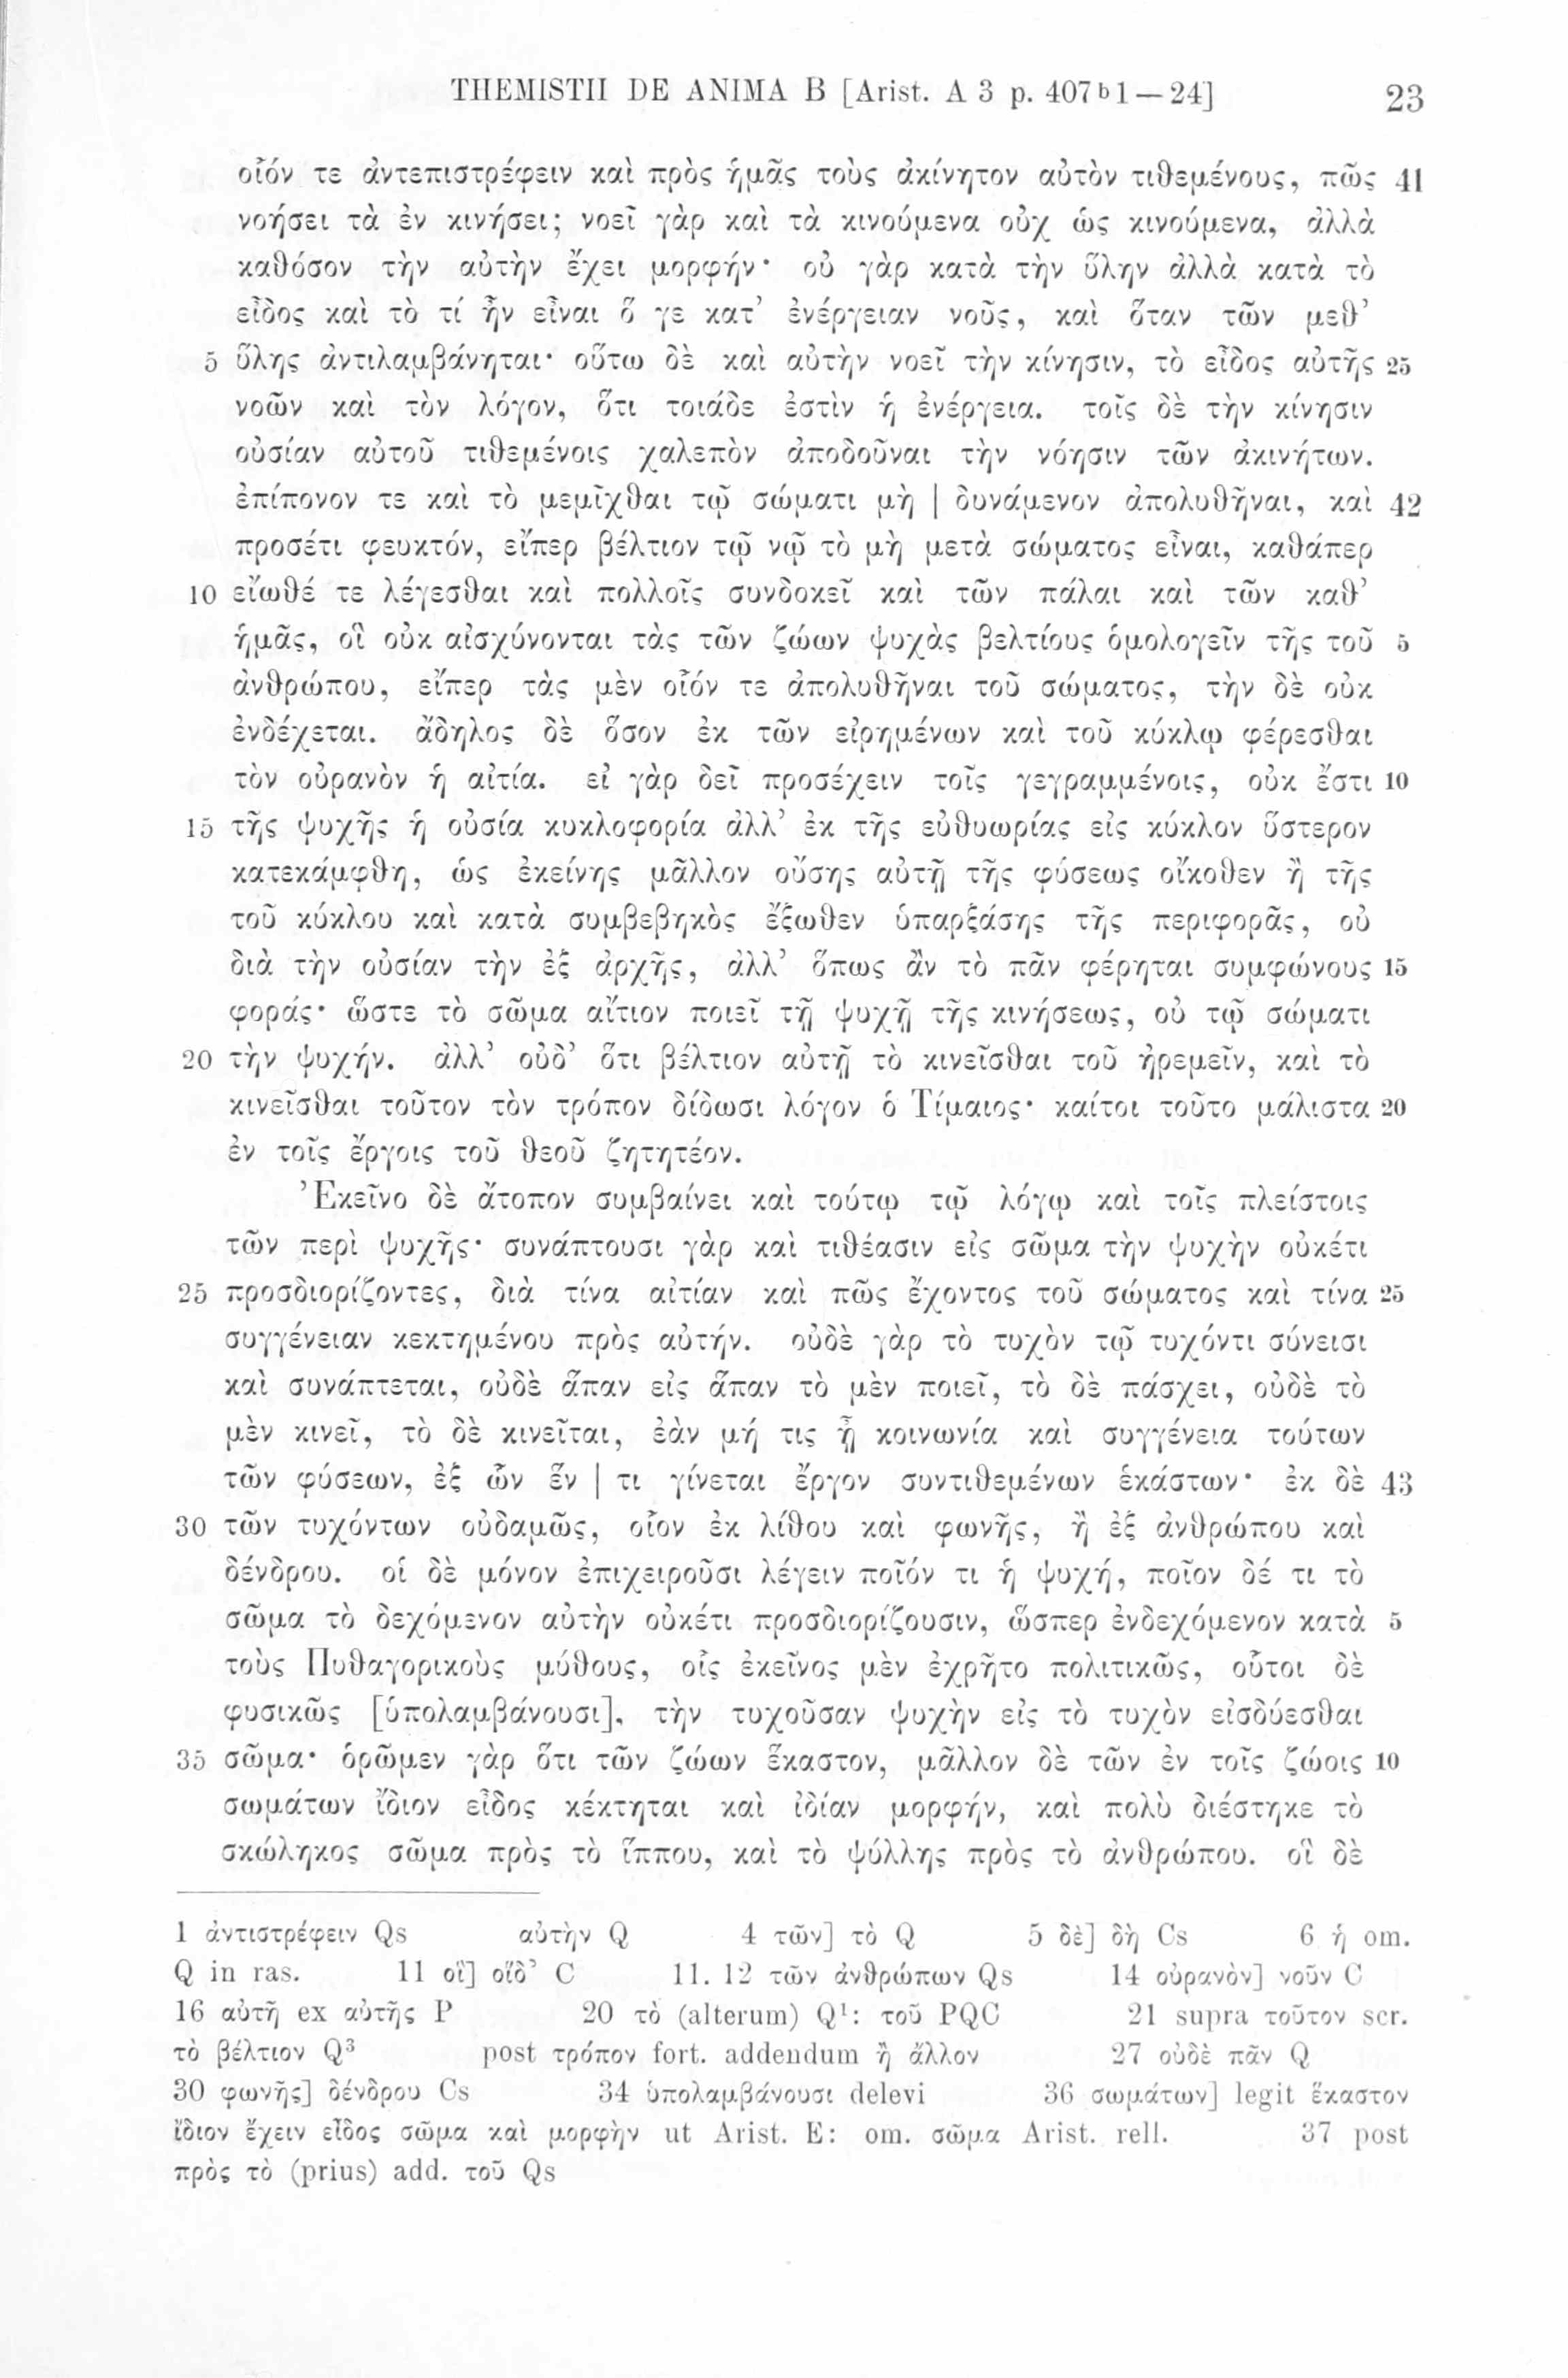 THEMISTII DE ANIMA B [Arist. A 3 p. 407ᵇ1—24] 23
οἷόν τε ἀντεπιστρέφειν καὶ πρὸς ἡμᾶς τοὺς ἀκίνητον αὐτὸν τιθεμένους, πῶς 41
νοήσει τὰ ἐν κινήσει; νοεῖ γὰρ καὶ τὰ κινούμενα οὐχ ὡς κινούμενα, ἀλλὰ
καθόσον τὴν αὐτὴν ἔχει μορφήν· οὐ γὰρ κατὰ τὴν ὕλην ἀλλὰ κατὰ τὸ
εἶδος καὶ τὸ τί ἦν εἶναι ὅ γε κατ’ ἐνέργειαν νοῦς, καὶ ὅταν τῶν μεθ’
5 ὕλης ἀντιλαμβάνηται· οὕτω δὲ καὶ αὐτὴν νοεῖ τὴν κίνησιν, τὸ εἶδος αὐτῆς 25
νοῶν καὶ τὸν λόγον, ὅτι τοιάδε ἐστὶν ἡ ἐνέργεια. τοῖς δὲ τὴν κίνησιν
οὐσίαν αὐτοῦ τιθεμένοις χαλεπὸν ἀποδοῦναι τὴν νόησιν τῶν ἀκινήτων.
ἐπίπονον τε καὶ τὸ μεμῖχθαι τῷ σώματι μὴ | δυνάμενον ἀπολυθῆναι, καὶ 42
προσέτι φευκτόν, εἴπερ βέλτιον τῷ νῷ τὸ μὴ μετὰ σώματος εἶναι, καθάπερ
10 εἴωθέ τε λέγεσθαι καὶ πολλοῖς συνδοκεῖ καὶ τῶν πάλαι καὶ τῶν καθ’
ἡμᾶς, οἳ οὐκ αἰσχύνονται τὰς τῶν ζώων ψυχὰς βελτίους ὁμολογεῖν τῆς τοῦ 5
ἀνθρώπου, εἴπερ τὰς μὲν οἷόν τε ἀπολυθῆναι τοῦ σώματος, τὴν δὲ οὐκ
ἐνδέχεται. ἄδηλος δὲ ὅσον ἐκ τῶν εἰρημένων καὶ τοῦ κύκλῳ φέρεσθαι
τὸν οὐρανὸν ἡ αἰτία. εἰ γὰρ δεῖ προσέχειν τοῖς γεγραμμένοις, οὐκ ἔστι 10
15 τῆς ψυχῆς ἡ οὐσία κυκλοφορία ἀλλ’ ἐκ τῆς εὐθυωρίας εἰς κύκλον ὕστερον
κατεκάμφθη, ὡς ἐκείνης μᾶλλον οὔσης αὐτῇ τῆς φύσεως οἴκοθεν ἢ τῆς
τοῦ κύκλου καὶ κατὰ συμβεβηκὸς ἔξωθεν ὑπαρξάσης τῆς περιφορᾶς, οὐ
διὰ τὴν οὐσίαν τὴν ἐξ ἀρχῆς, ἀλλ’ ὅπως ἂν τὸ πᾶν φέρηται συμφώνους 15
φοράς· ὥστε τὸ σῶμα αἴτιον ποιεῖ τῇ ψυχῇ τῆς κινήσεως, οὐ τῷ σώματι
20 τὴν ψυχήν. ἀλλ’ οὐδ’ ὅτι βέλτιον αὐτῇ τὸ κινεῖσθαι τοῦ ἠρεμεῖν, καὶ τὸ
κινεῖσθαι τοῦτον τὸν τρόπον δίδωσι λόγον ὁ Τίμαιος· καίτοι τοῦτο μάλιστα 20
ἐν τοῖς ἔργοις τοῦ θεοῦ ζητητέον.
Ἐκεῖνο δὲ ἄτοπον συμβαίνει καὶ τούτῳ τῷ λόγῳ καὶ τοῖς πλείστοις
τῶν περὶ ψυχῆς· συνάπτουσι γὰρ καὶ τιθέασιν εἰς σῶμα τὴν ψυχὴν οὐκέτι
25 προσδιορίζοντες, διὰ τίνα αἰτίαν καὶ πῶς ἔχοντος τοῦ σώματος καὶ τίνα 25
συγγένειαν κεκτημένου πρὸς αὐτήν. οὐδὲ γὰρ τὸ τυχὸν τῷ τυχόντι σύνεισι
καὶ συνάπτεται, οὐδὲ ἅπαν εἰς ἅπαν τὸ μὲν ποιεῖ, τὸ δὲ πάσχει, οὐδὲ τὸ
μὲν κινεῖ, τὸ δὲ κινεῖται, ἐὰν μή τις ᾖ κοινωνία καὶ συγγένεια τούτων
τῶν φύσεων, ἐξ ὧν ἕν | τι γίνεται ἔργον συντιθεμένων ἑκάστων· ἐκ δὲ 43
30 τῶν τυχόντων οὐδαμῶς, οἷον ἐκ λίθου καὶ φωνῆς, ἢ ἐξ ἀνθρώπου καὶ
δένδρου. οἱ δὲ μόνον ἐπιχειροῦσι λέγειν ποῖόν τι ἡ ψυχή, ποῖον δέ τι τὸ
σῶμα τὸ δεχόμενον αὐτὴν οὐκέτι προσδιορίζουσιν, ὥσπερ ἐνδεχόμενον κατὰ 5
τοὺς Πυθαγορικοὺς μύθους, οἷς ἐκεῖνος μὲν ἐχρῆτο πολιτικῶς, οὗτοι δὲ
φυσικῶς [ὑπολαμβάνουσι], τὴν τυχοῦσαν ψυχὴν εἰς τὸ τυχὸν εἰσδύεσθαι
35 σῶμα· ὁρῶμεν γὰρ ὅτι τῶν ζώων ἕκαστον, μᾶλλον δὲ τῶν ἐν τοῖς ζώοις 10
σωμάτων ἴδιον εἶδος κέκτηται καὶ ἰδίαν μορφήν, καὶ πολὺ διέστηκε τὸ
σκώληκος σῶμα πρὸς τὸ ἵππου, καὶ τὸ ψύλλης πρὸς τὸ ἀνθρώπου. οἳ δὲ
1 ἀντιστρέφειν Qs αὐτὴν Q 4 τῶν] τὸ Q 5 δὲ] δὴ Cs 6 ἡ om.
Q in ras. 11 οἳ] οἵδ’ C 11. 12 τῶν ἀνθρώπων Qs 14 οὐρανὸν] νοῦν C
16 αὐτῇ ex αὐτῆς P 20 τὸ (alterum) Q¹: τοῦ PQC 21 supra τοῦτον scr.
τὸ βέλτιον Q³ post τρόπον fort. addendum ἢ ἄλλον 27 οὐδὲ πᾶν Q
30 φωνῆς] δένδρου Cs 34 ὑπολαμβάνουσι delevi 36 σωμάτων] legit ἕκαστον
ἴδιον ἔχειν εἶδος σῶμα καὶ μορφὴν ut Arist. E: om. σῶμα Arist. rell. 37 post
πρὸς τὸ (prius) add. τοῦ Qs